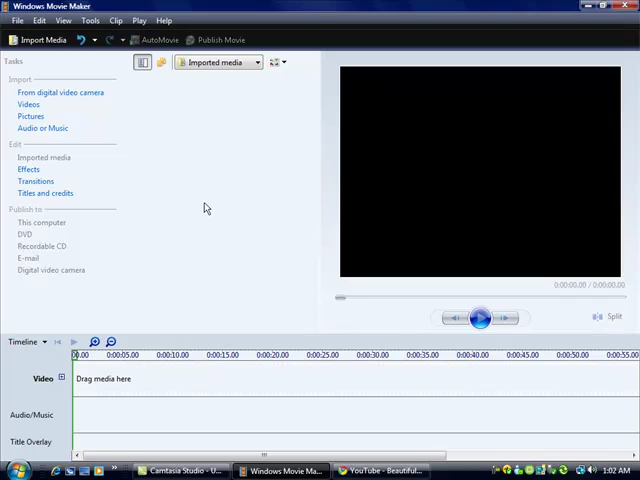 Windows Movie Maker
File Edit View Tools Clip Play Help
Import Media AutoMovie Publish Movie
Tasks
Imported media
Import
From digital video camera
Videos
Pictures
Audio or Music
Edit
Imported media
Effects
Transitions
Titles and credits
Publish to
This computer
DVD
Recordable CD
E-mail
Digital video camera
0:00:00.00 / 0:00:00.00
Split
Timeline
00.00 0:00:05.00 0:00:10.00 0:00:15.00 0:00:20.00 0:00:25.00 0:00:30.00 0:00:35.00 0:00:40.00 0:00:45.00 0:00:50.00 0:00:55.00
Video Drag media here
Audio/Music
Title Overlay
Camtasia Studio - U... Windows Movie Ma... YouTube - Beautiful... 1:02 AM